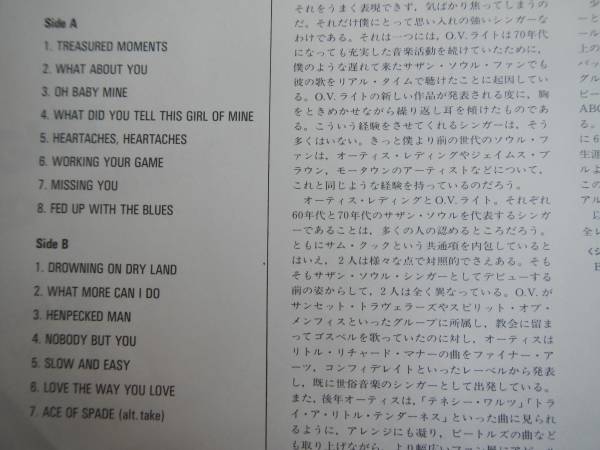 Side A
1. TREASURED MOMENTS
2. WHAT ABOUT YOU
3. OH BABY MINE
4. WHAT DID YOU TELL THIS GIRL OF MINE
5. HEARTACHES, HEARTACHES
6. WORKING YOUR GAME
7. MISSING YOU
8. FED UP WITH THE BLUES
Side B
1. DROWNING ON DRY LAND
2. WHAT MORE CAN I DO
3. HENPECKED MAN
4. NOBODY BUT YOU
5. SLOW AND EASY
6. LOVE THE WAY YOU LOVE
7. ACE OF SPADE (alt. take)
それをうまく表現できず，気ばかり焦ってしまうの
だ。それだけ僕にとって思い入れの強いシンガーな
わけである。それは一つには，O.V.ライトは70年代
になっても充実した音楽活動を続けていたために，
僕のような遅れて来たサザン・ソウル・ファンでも
彼の歌をリアル・タイムで聴けたことに起因してい
る。O.V.ライトの新しい作品が発表される度に，胸
をときめかせながら繰り返し耳を傾けたものであ
る。こういう経験をさせてくれるシンガーは，そう
多くはいない。きっと僕より前の世代のソウル・フ
ァンは，オーティス・レディングやジェイムス・ブ
ラウン，モータウンのアーティストなどについて，
これと同じような経験を持っているのだろう。
オーティス・レディングとO.V.ライト。それぞれ
60年代と70年代のサザン・ソウルを代表するシンガ
ーであることは，多くの人の認めるところだろう。
ともにサム・クックという共通項を内包していると
はいえ，2人は様々な点で対照的でさえある。そも
そもサザン・ソウル・シンガーとしてデビューする
前の姿からして，2人は全く異なっている。O.V.が
サンセット・トラヴェラーズやスピリット・オブ・
メンフィスといったグループに所属し，教会に留ま
ってゴスペルを歌っていたのに対し，オーティスは
リトル・リチャード・マナーの曲をファイナー・ア
ーツ，コンフィデレイトといったレーベルから発表
し，既に世俗音楽のシンガーとして出発している。
また，後年オーティスは，「テネシー・ワルツ」「トラ
イ・ア・リトル・テンダーネス」といった曲に見られ
るように，アレンジにも凝り，ビートルズの曲など
も取り上げながら，より幅広いファン層にアピール